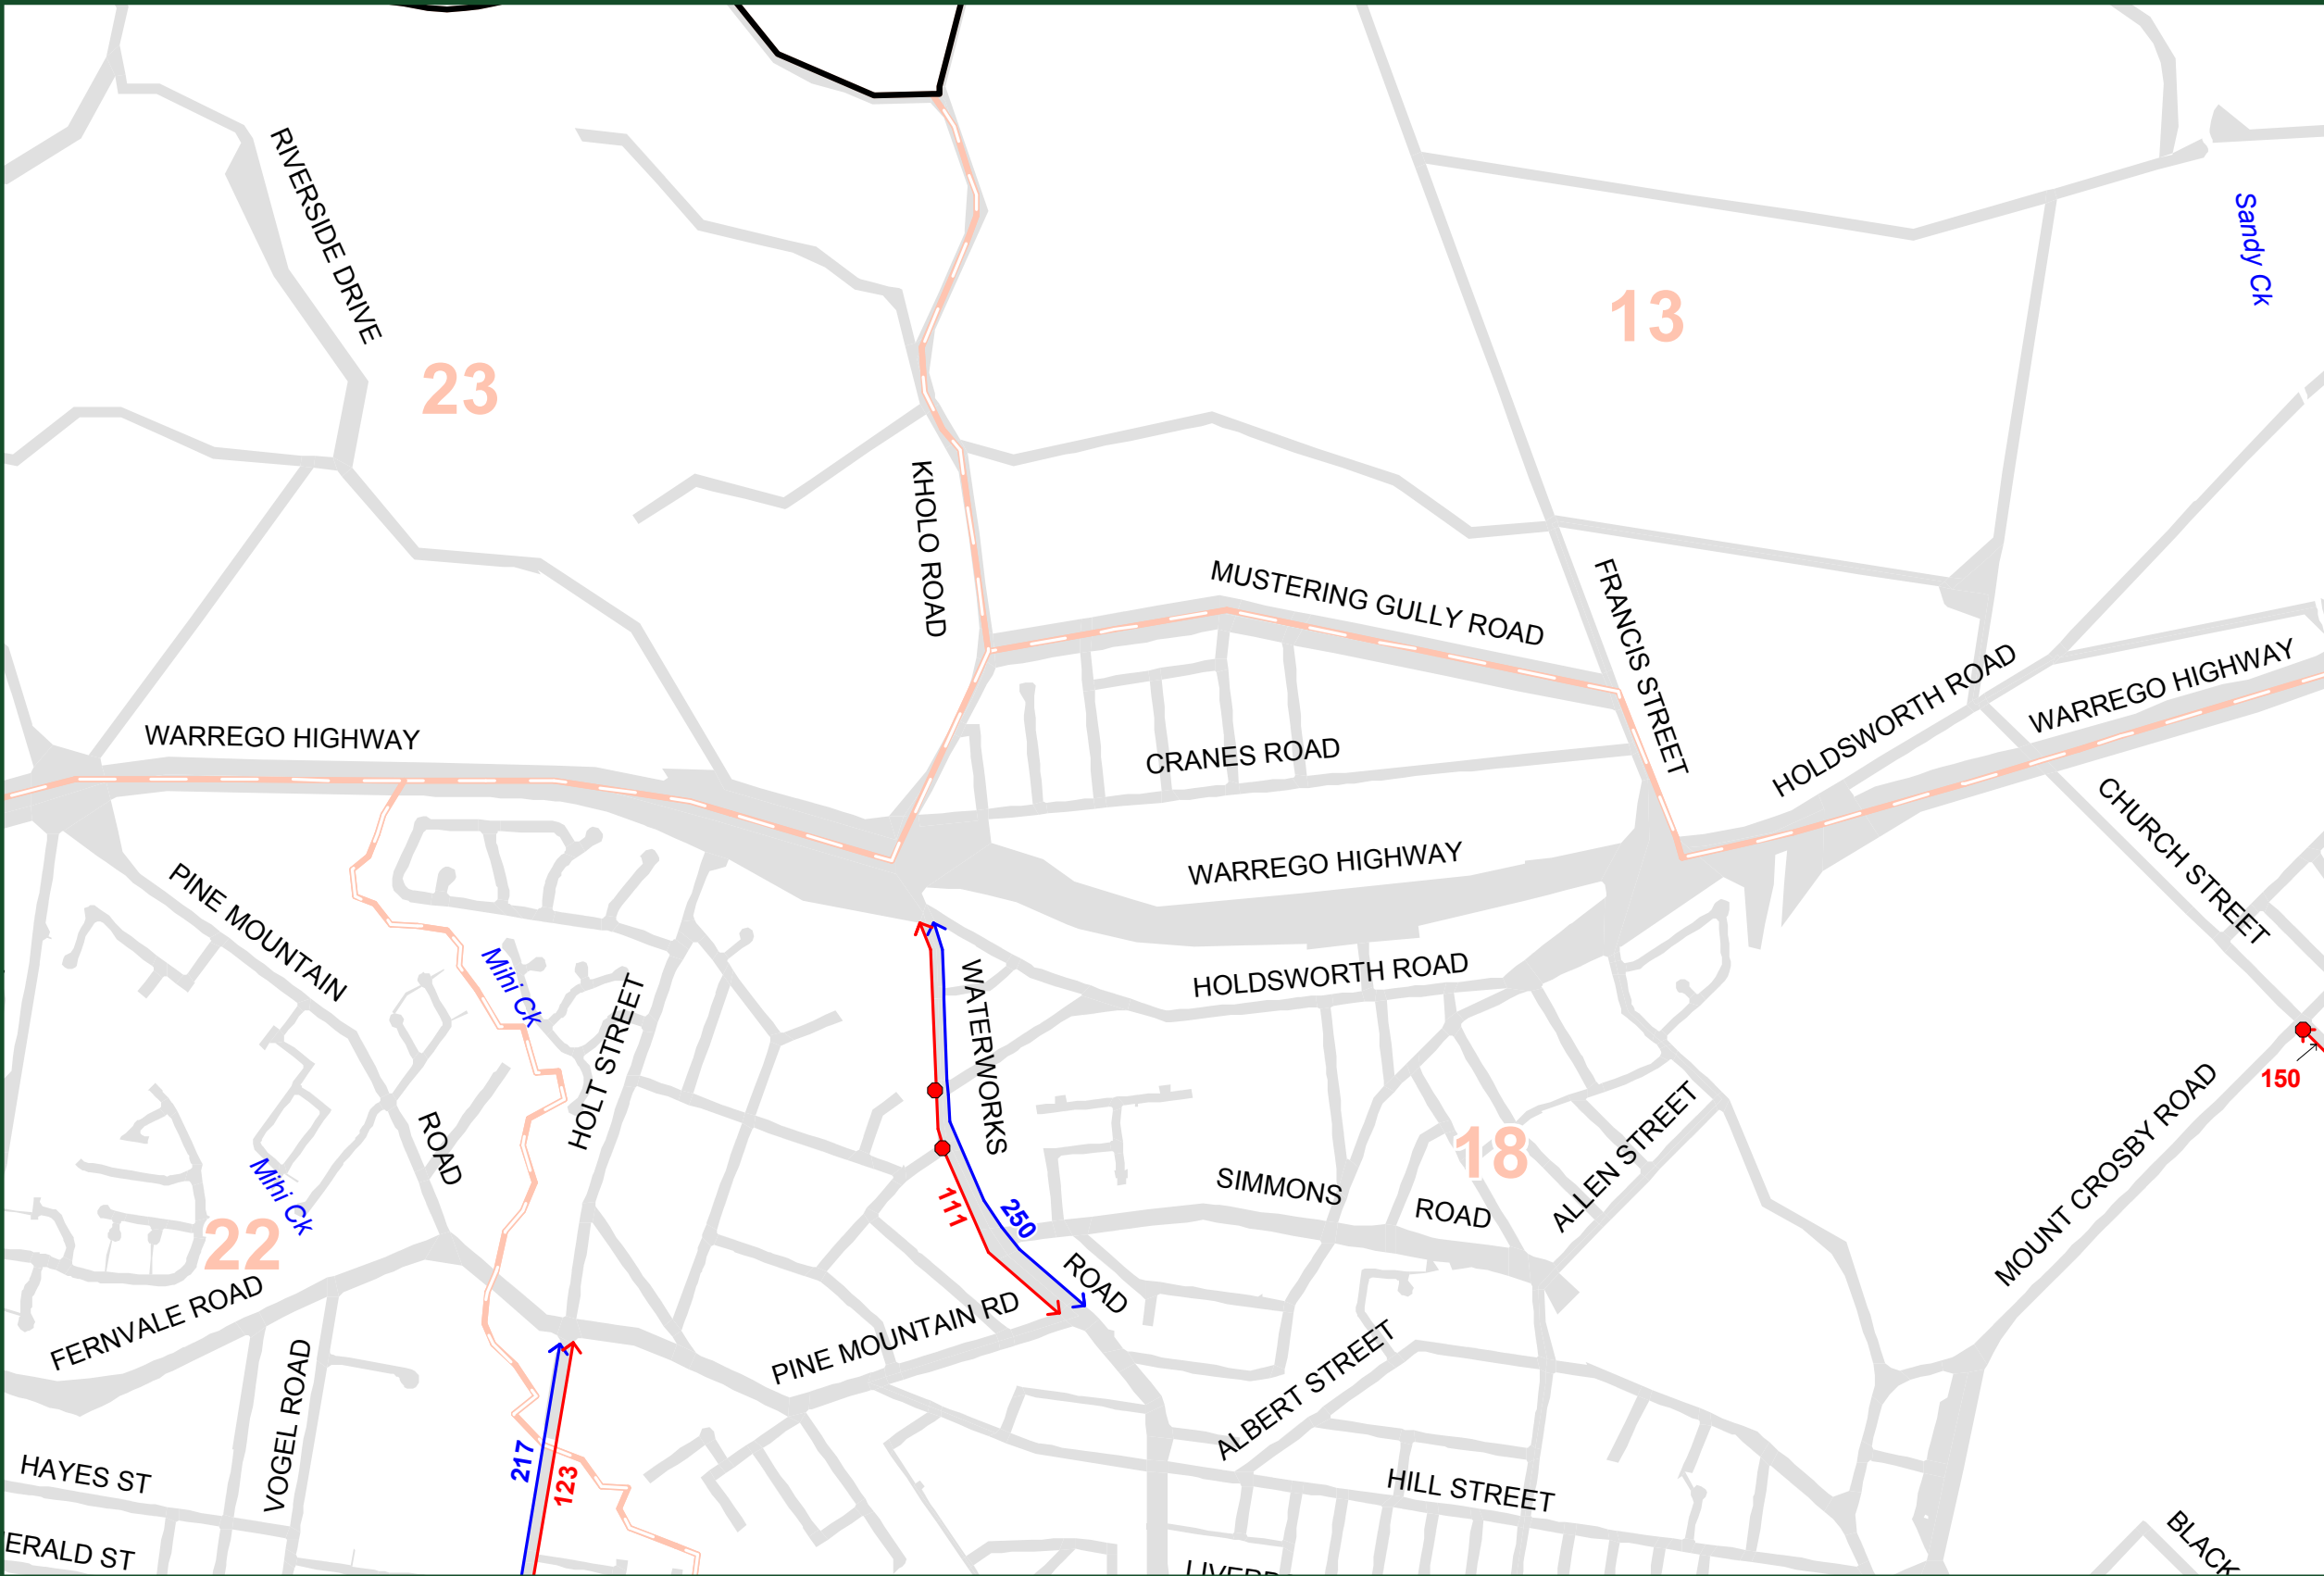 RIVERSIDE DRIVE
Sandy Ck
13
23
KHOLO ROAD
MUSTERING GULLY ROAD
FRANCIS STREET
HOLDSWORTH ROAD
WARREGO HIGHWAY
WARREGO HIGHWAY
CRANES ROAD
CHURCH STREET
WARREGO HIGHWAY
PINE MOUNTAIN
Mihi Ck
HOLT STREET
WATERWORKS
HOLDSWORTH ROAD
150
MOUNT CROSBY ROAD
ROAD
ALLEN STREET
18
Mihi Ck
SIMMONS
ROAD
111
250
22
ROAD
FERNVALE ROAD
PINE MOUNTAIN RD
VOGEL ROAD
ALBERT STREET
217
123
HAYES ST
HILL STREET
ERALD ST
BLACK